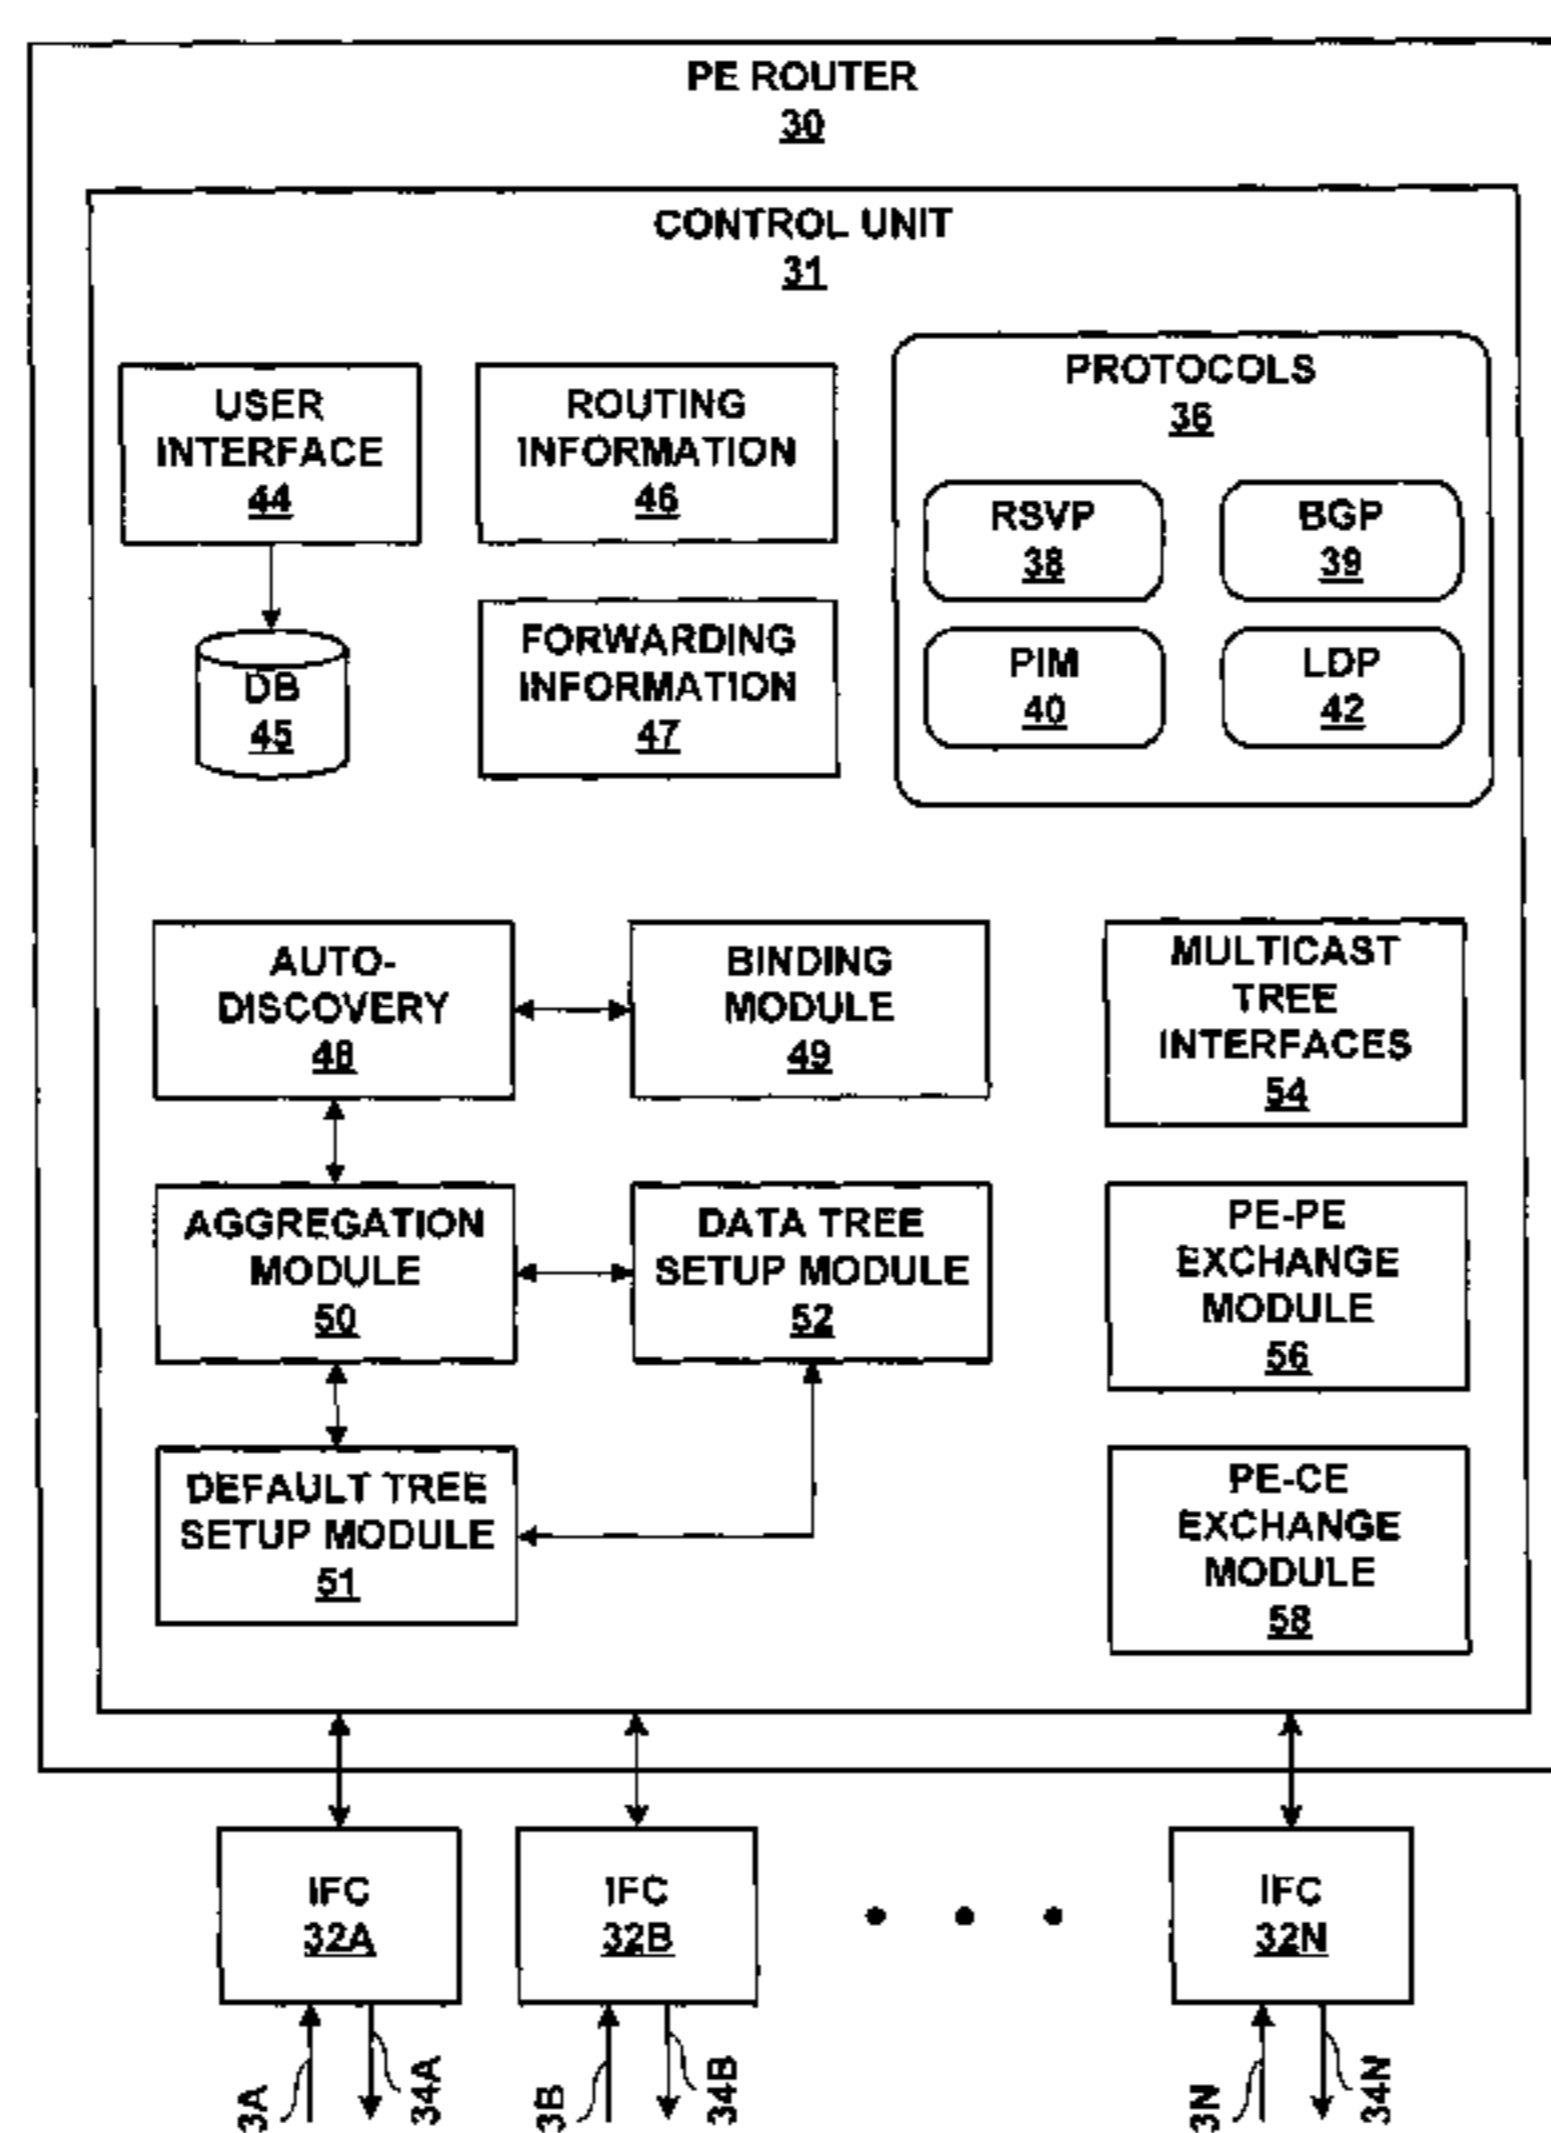 PE ROUTER
30
CONTROL UNIT
31
USER
INTERFACE
44
ROUTING
INFORMATION
46
PROTOCOLS
36
RSVP
38
BGP
39
PIM
40
LDP
42
DB
45
FORWARDING
INFORMATION
47
AUTO-
DISCOVERY
48
BINDING
MODULE
49
MULTICAST
TREE
INTERFACES
54
AGGREGATION
MODULE
50
DATA TREE
SETUP MODULE
52
PE-PE
EXCHANGE
MODULE
56
DEFAULT TREE
SETUP MODULE
51
PE-CE
EXCHANGE
MODULE
58
IFC
32A
IFC
32B
IFC
32N
3A
34A
3B
34B
3N
34N